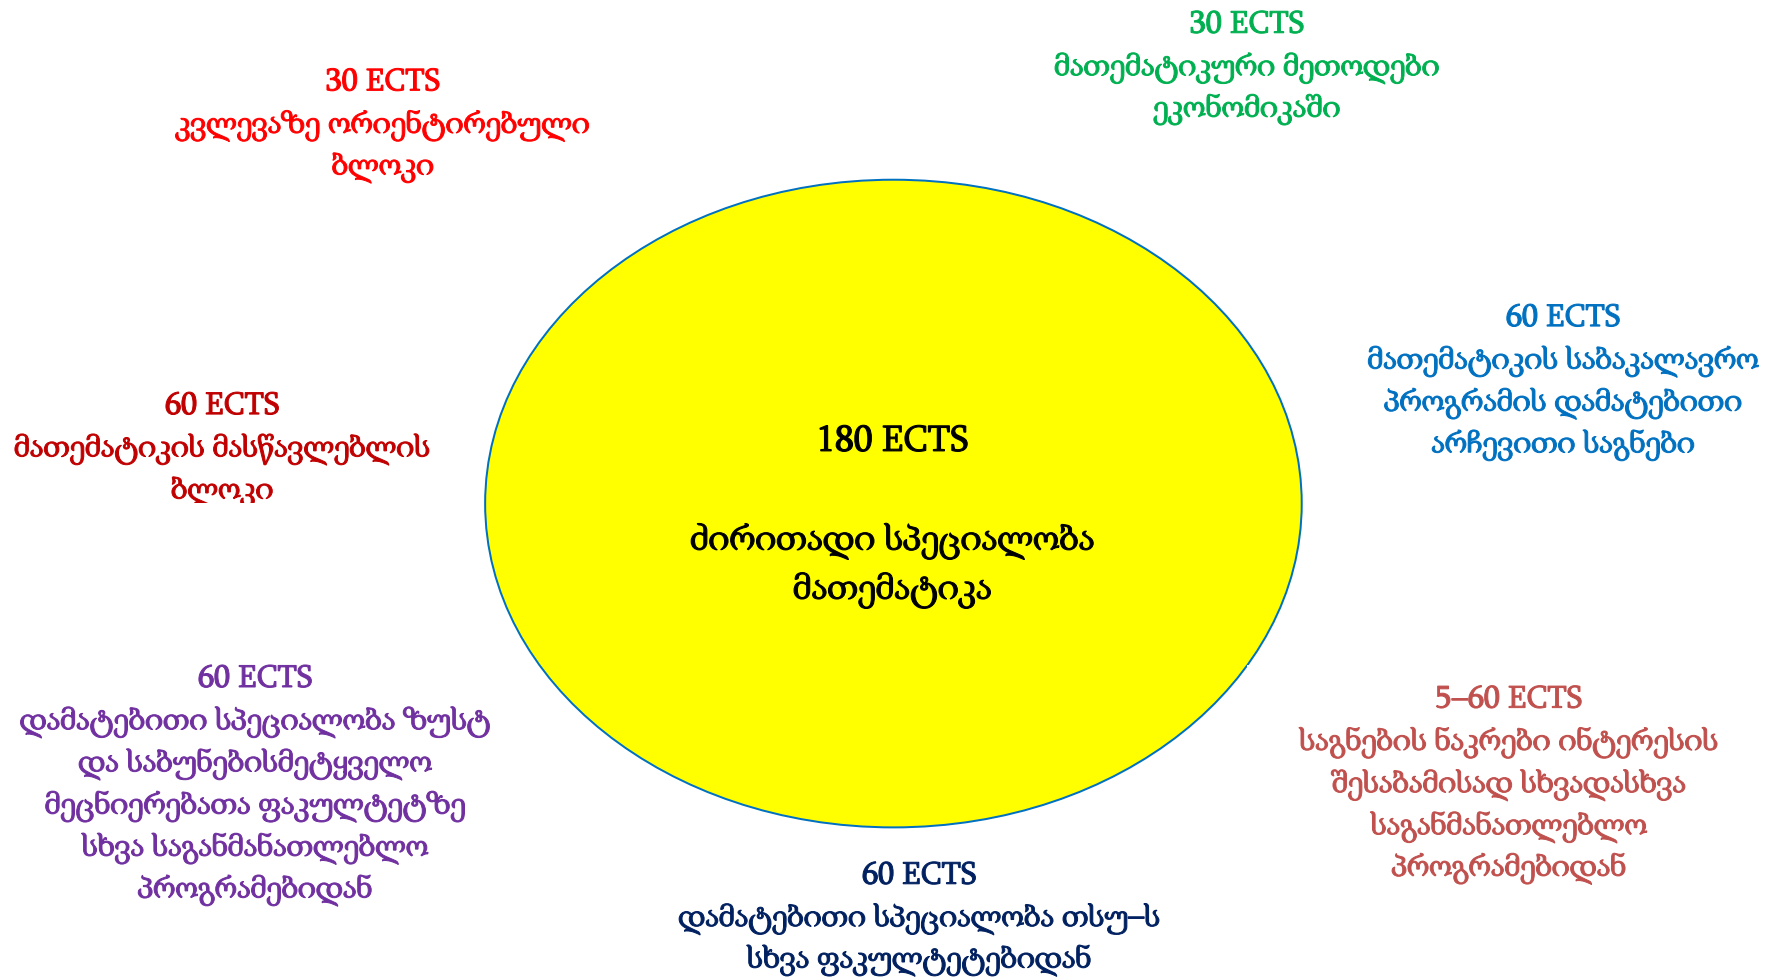 30 ECTS
მათემატიკური მეთოდები
ეკონომიკაში
30 ECTS
კვლევაზე ორიენტირებული
ბლოკი
60 ECTS
მათემატიკის საბაკალავრო
პროგრამის დამატებითი
არჩევითი საგნები
60 ECTS
მათემატიკის მასწავლებლის
ბლოკი
180 ECTS
ძირითადი სპეციალობა
მათემატიკა
60 ECTS
დამატებითი სპეციალობა ზუსტ
და საბუნებისმეტყველო
მეცნიერებათა ფაკულტეტზე
სხვა საგანმანათლებლო
პროგრამებიდან
5–60 ECTS
საგნების ნაკრები ინტერესის
შესაბამისად სხვადასხვა
საგანმანათლებლო
პროგრამებიდან
60 ECTS
დამატებითი სპეციალობა თსუ–ს
სხვა ფაკულტეტებიდან